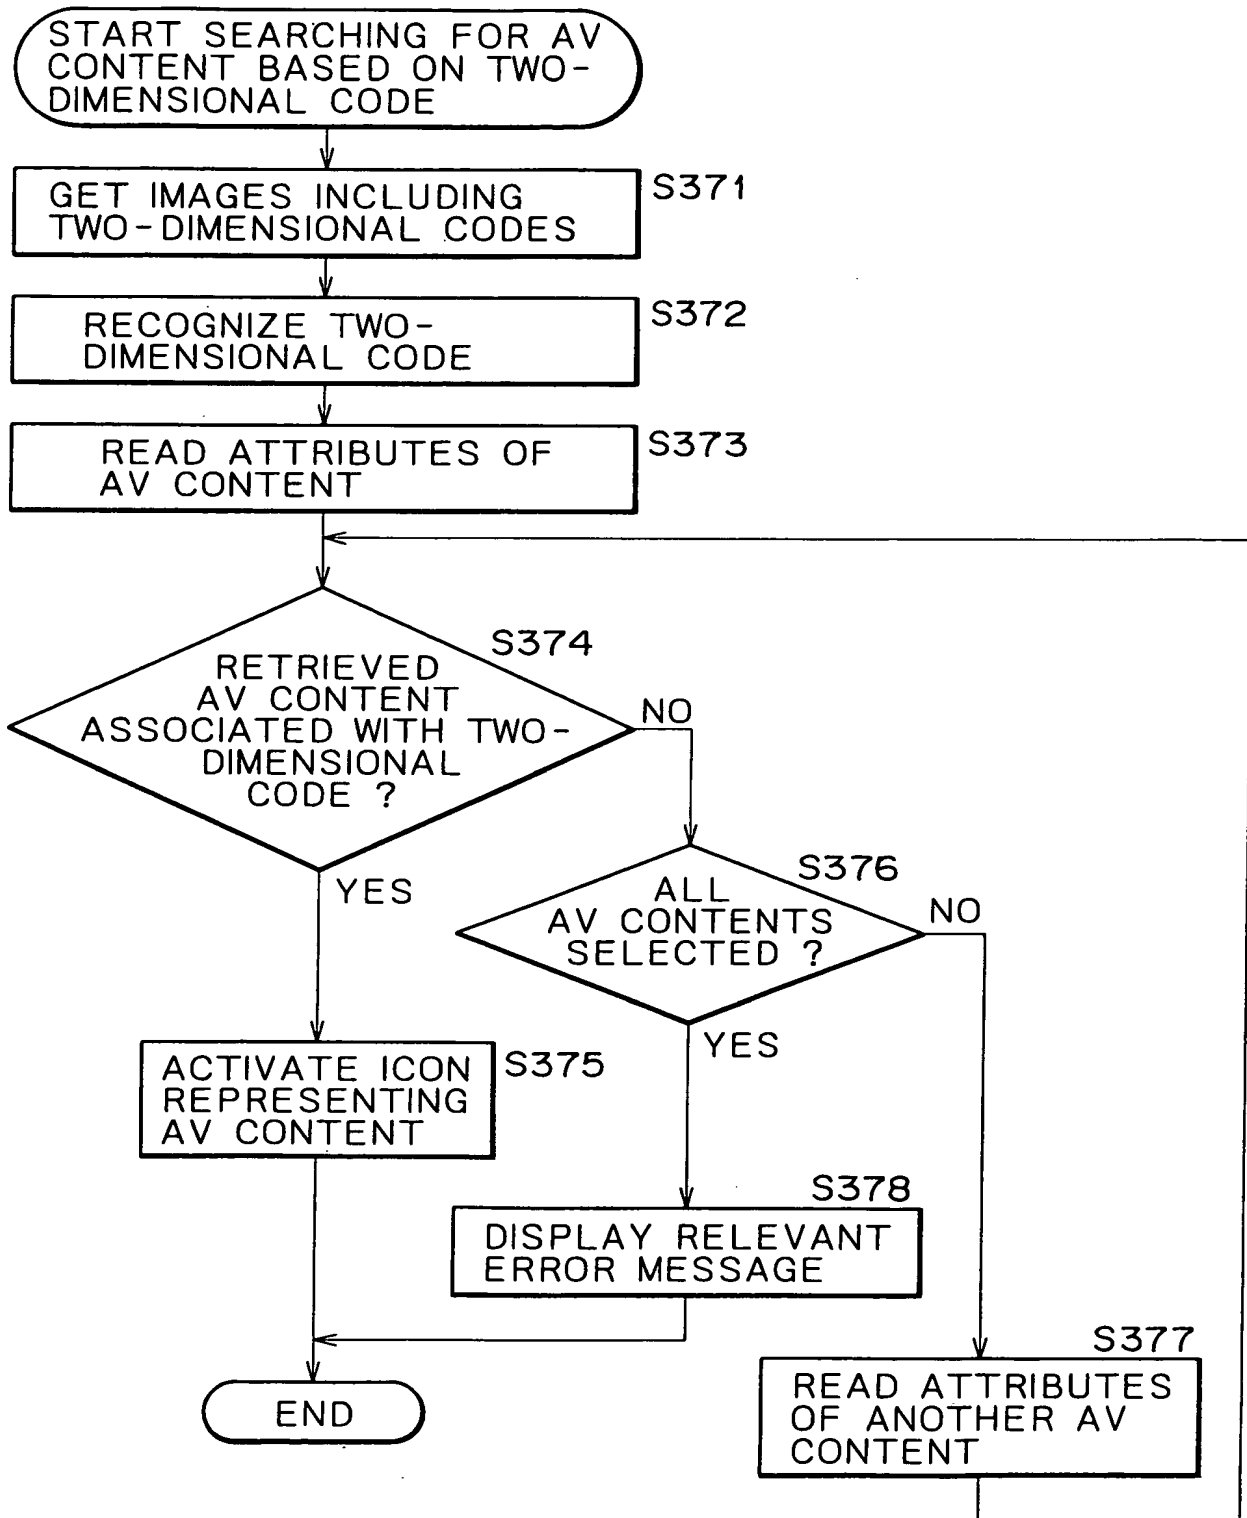 START SEARCHING FOR AV
CONTENT BASED ON TWO-
DIMENSIONAL CODE
S371
GET IMAGES INCLUDING
TWO-DIMENSIONAL CODES
S372
RECOGNIZE TWO-
DIMENSIONAL CODE
S373
READ ATTRIBUTES OF
AV CONTENT
S374
RETRIEVED
AV CONTENT
ASSOCIATED WITH TWO-
DIMENSIONAL
CODE ?
NO
YES
S376
ALL
AV CONTENTS
SELECTED ?
NO
YES
S375
ACTIVATE ICON
REPRESENTING
AV CONTENT
S378
DISPLAY RELEVANT
ERROR MESSAGE
S377
READ ATTRIBUTES
OF ANOTHER AV
CONTENT
END